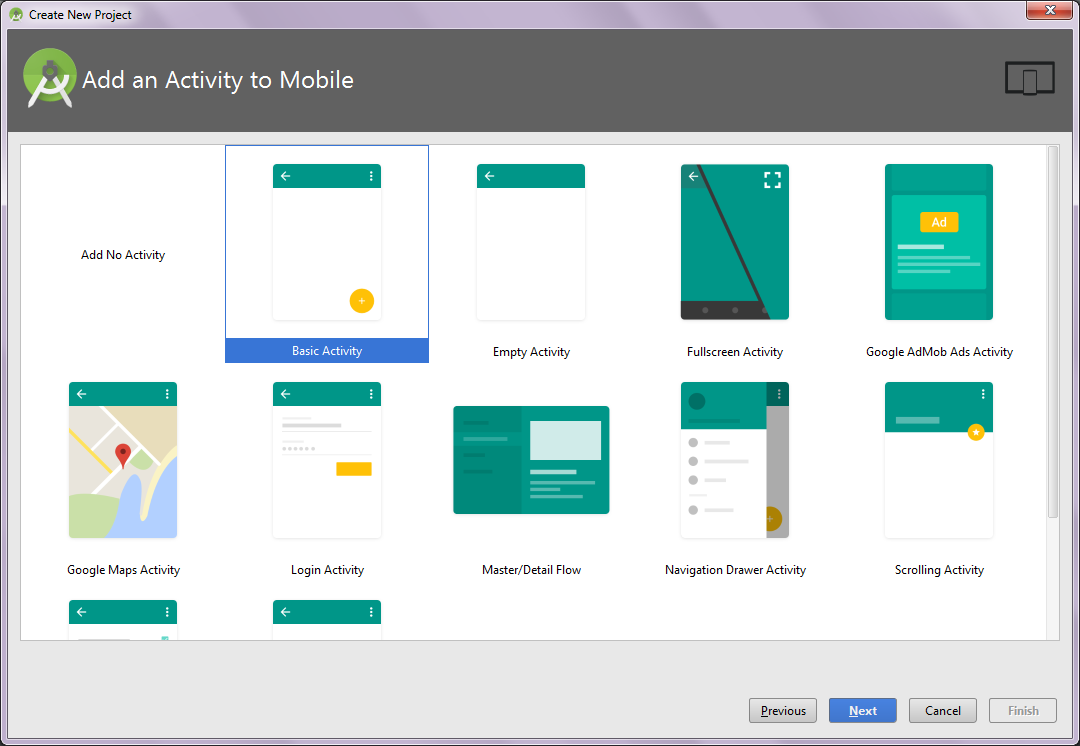 Create New Project
Add an Activity to Mobile
Add No Activity
Basic Activity
Empty Activity
Fullscreen Activity
Ad
Google AdMob Ads Activity
Google Maps Activity
Login Activity
Master/Detail Flow
Navigation Drawer Activity
Scrolling Activity
Previous
Next
Cancel
Finish